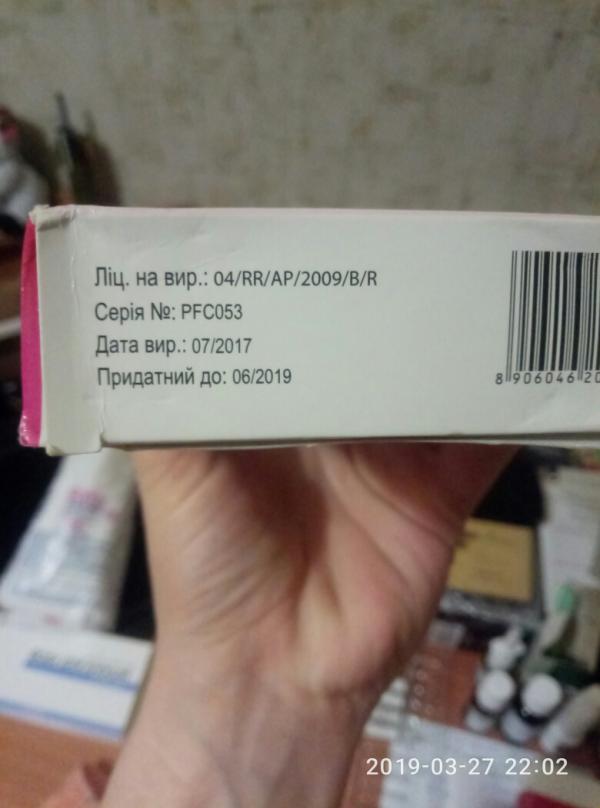 Ліц. на вир.: 04/RR/AP/2009/B/R
Серія №: PFC053
Дата вир.: 07/2017
Придатний до: 06/2019
8 906046 20
2019-03-27 22:02